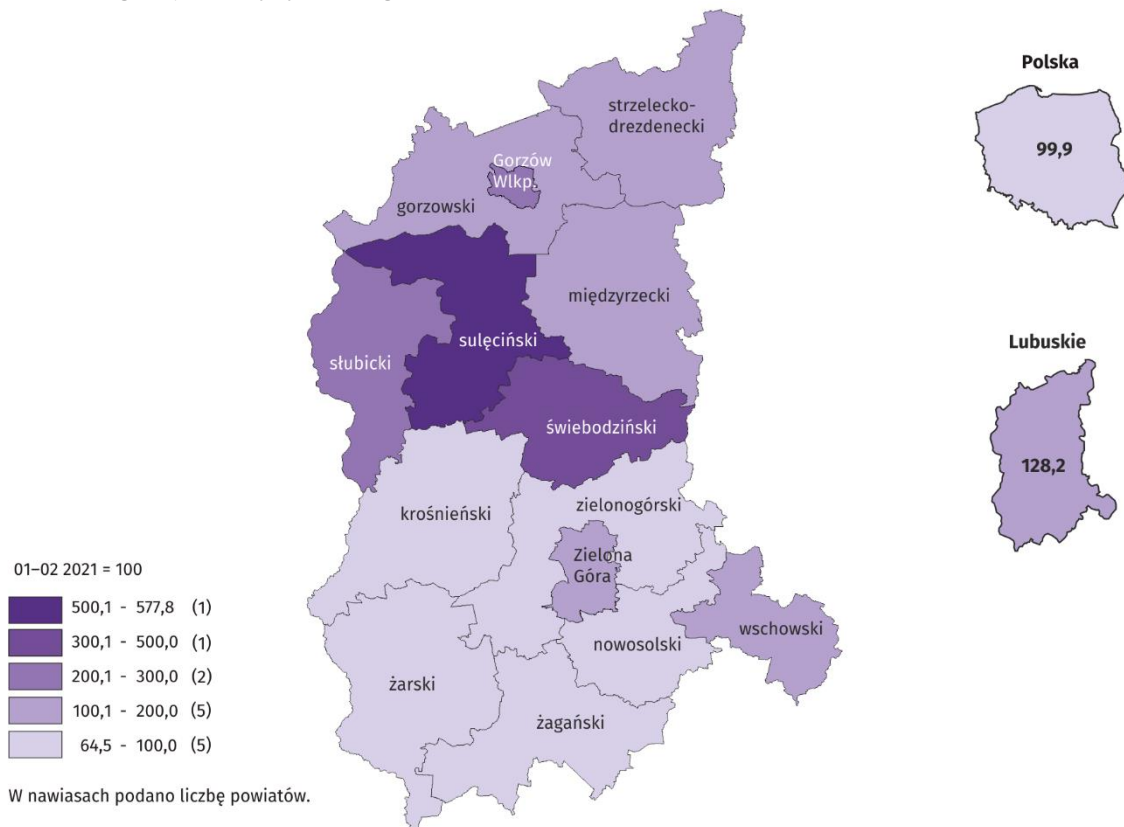 strzelecko-
drezdenecki
Gorzów
Wlkp.
gorzowski
międzyrzecki
sulęciński
słubicki
świebodziński
krośnieński
zielonogórski
Zielona
Góra
wschowski
nowosolski
żarski
żagański
Polska
99,9
Lubuskie
128,2
01–02 2021 = 100
500,1 - 577,8 (1)
300,1 - 500,0 (1)
200,1 - 300,0 (2)
100,1 - 200,0 (5)
64,5 - 100,0 (5)
W nawiasach podano liczbę powiatów.